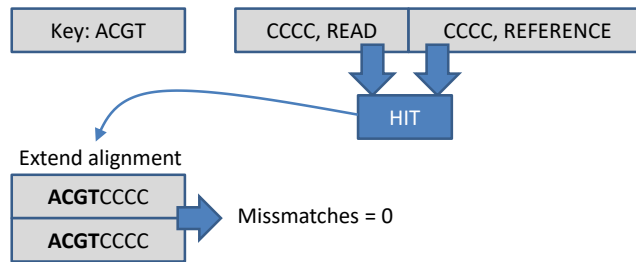 Key: ACGT
CCCC, READ
CCCC, REFERENCE
HIT
Extend alignment
ACGTCCCC
ACGTCCCC
Missmatches = 0